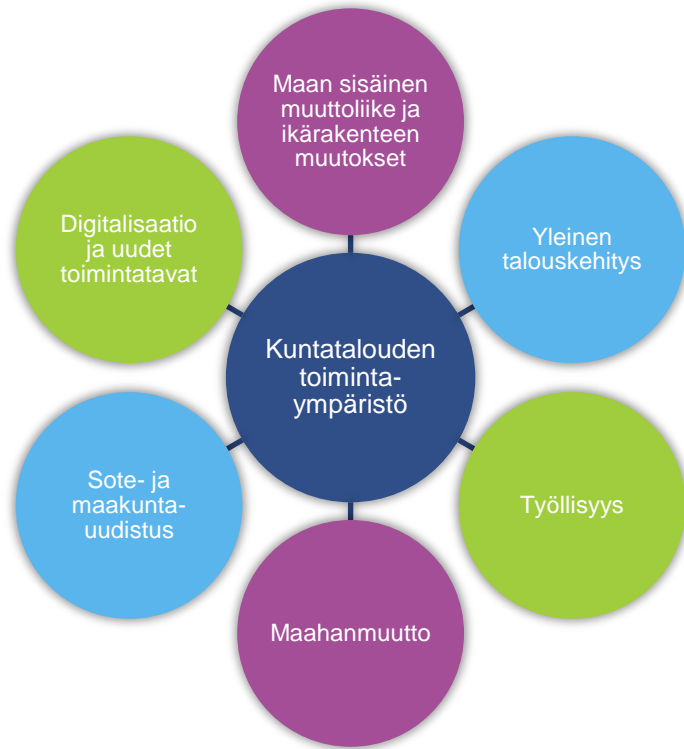 Maan sisäinen
muuttoliike ja
ikärakenteen
muutokset
Digitalisaatio
ja uudet
toimintatavat
Yleinen
talouskehitys
Kuntatalouden
toiminta-
ympäristö
Sote- ja
maakunta-
uudistus
Työllisyys
Maahanmuutto